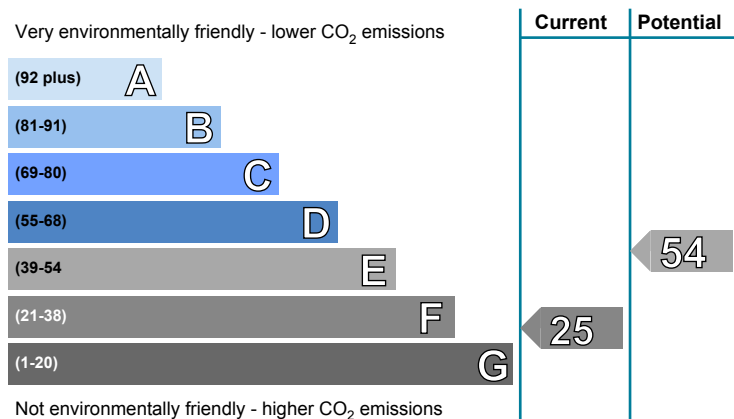 Current Potential
Very environmentally friendly - lower CO2 emissions
(92 plus) A
(81-91) B
(69-80) C
(55-68) D
(39-54 E
54
(21-38) F
25
(1-20) G
Not environmentally friendly - higher CO2 emissions